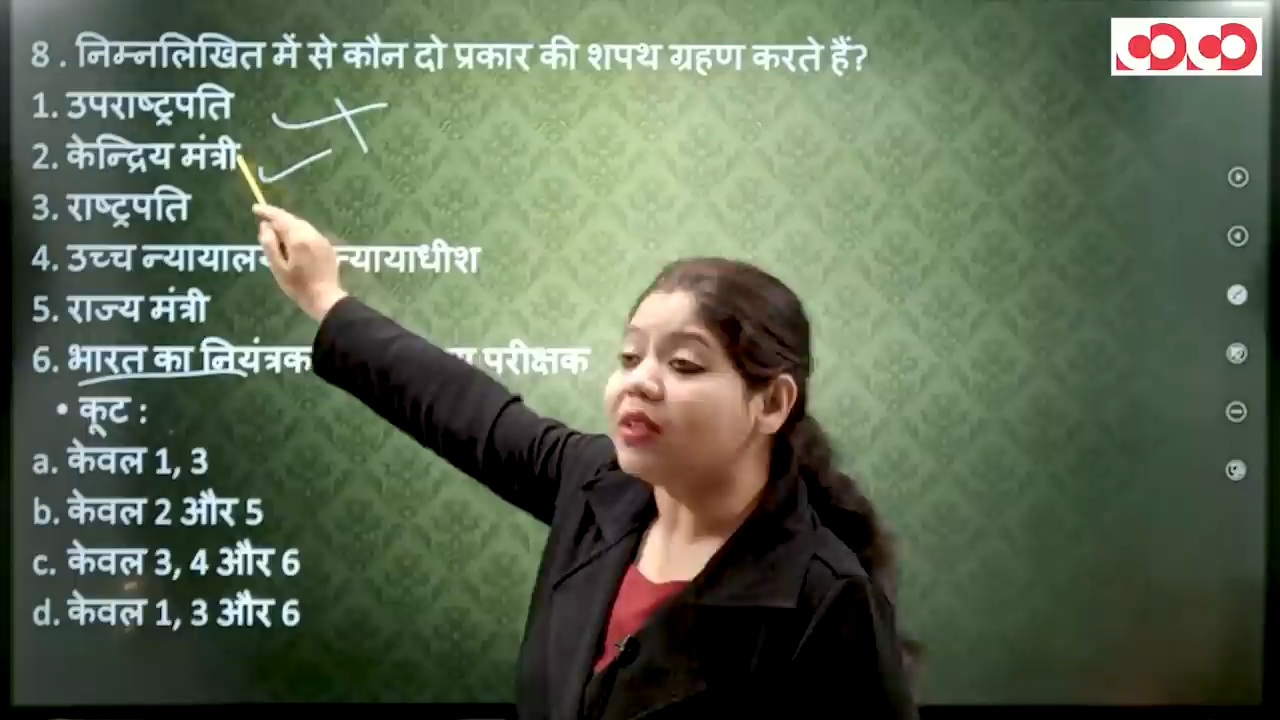 8 . निम्नलिखित में से कौन दो प्रकार की शपथ ग्रहण करते हैं?
1. उपराष्ट्रपति
2. केन्द्रिय मंत्री
3. राष्ट्रपति
4. उच्च
5. राज्य मंत्री
6. भारत का परीक्षक
• कूट :
a. केवल 1, 3
b. केवल 2 और 5
c. केवल 3, 4 और 6
d. केवल 1, 3 और 6